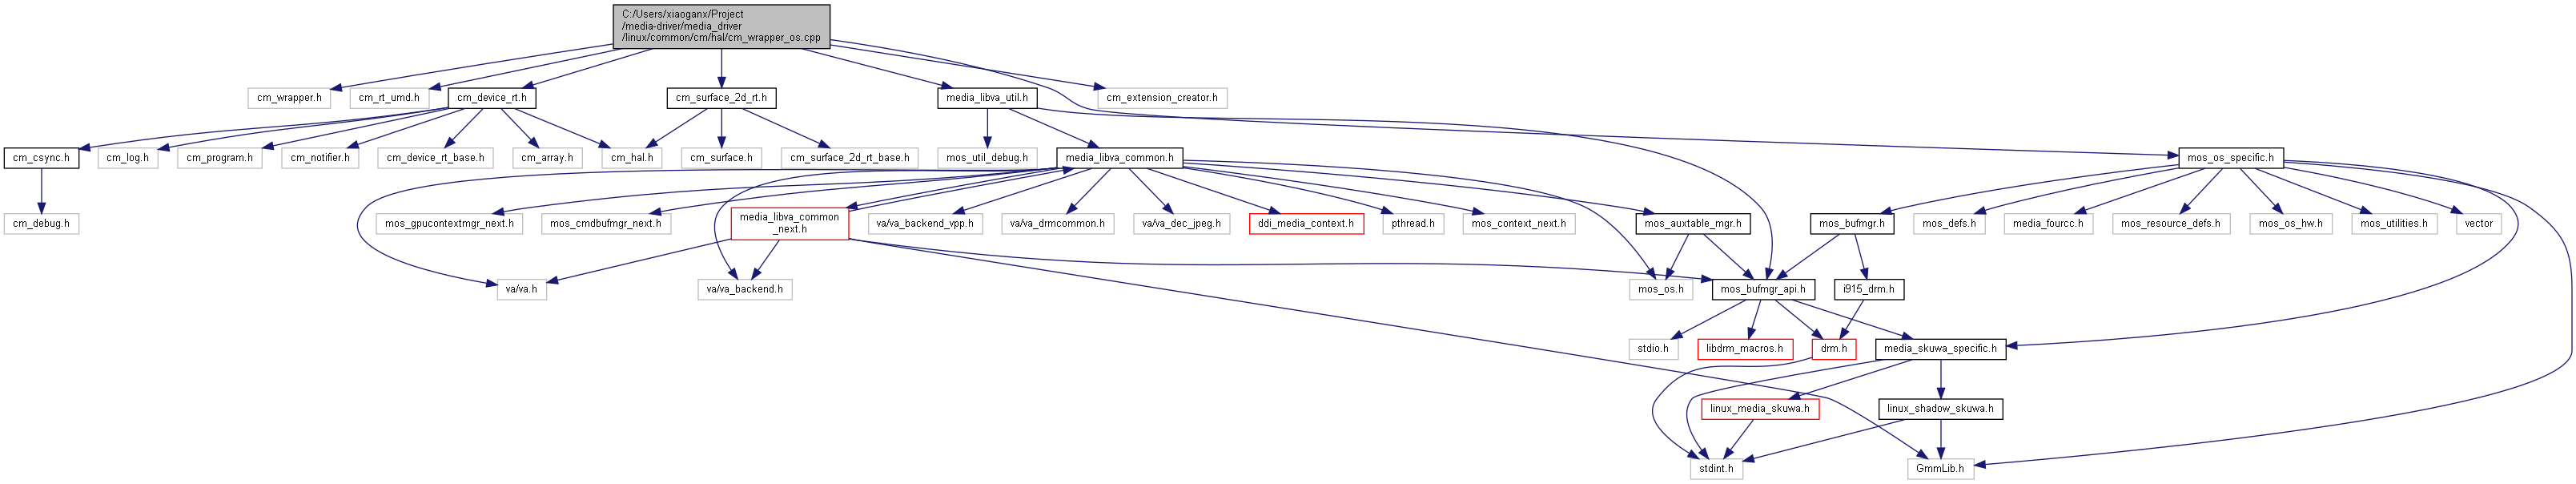 C:/Users/xiaoganx/Project
/media-driver/media_driver
/linux/common/cm/hal/cm_wrapper_os.cpp
cm_wrapper.h
cm_rt_umd.h
cm_device_rt.h
cm_surface_2d_rt.h
media_libva_util.h
cm_extension_creator.h
cm_csync.h
cm_log.h
cm_program.h
cm_notifier.h
cm_device_rt_base.h
cm_array.h
cm_hal.h
cm_surface.h
cm_surface_2d_rt_base.h
mos_util_debug.h
media_libva_common.h
mos_os_specific.h
cm_debug.h
mos_gpucontextmgr_next.h
mos_cmdbufmgr_next.h
media_libva_common
_next.h
va/va_backend_vpp.h
va/va_drmcommon.h
va/va_dec_jpeg.h
ddi_media_context.h
pthread.h
mos_context_next.h
mos_auxtable_mgr.h
mos_bufmgr.h
mos_defs.h
media_fourcc.h
mos_resource_defs.h
mos_os_hw.h
mos_utilities.h
vector
va/va.h
va/va_backend.h
mos_os.h
mos_bufmgr_api.h
i915_drm.h
stdio.h
libdrm_macros.h
drm.h
media_skuwa_specific.h
linux_media_skuwa.h
linux_shadow_skuwa.h
stdint.h
GmmLib.h